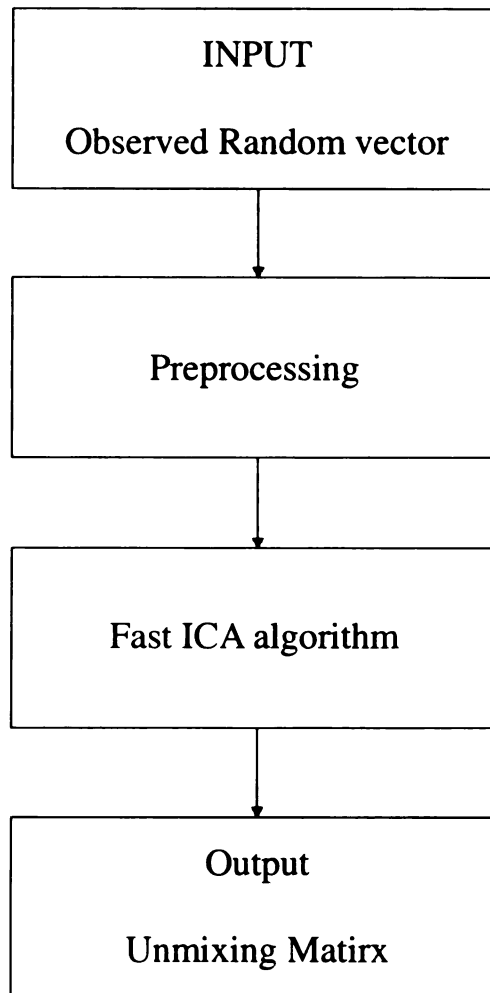 INPUT
Observed Random vector
Preprocessing
Fast ICA algorithm
Output
Unmixing Matirx